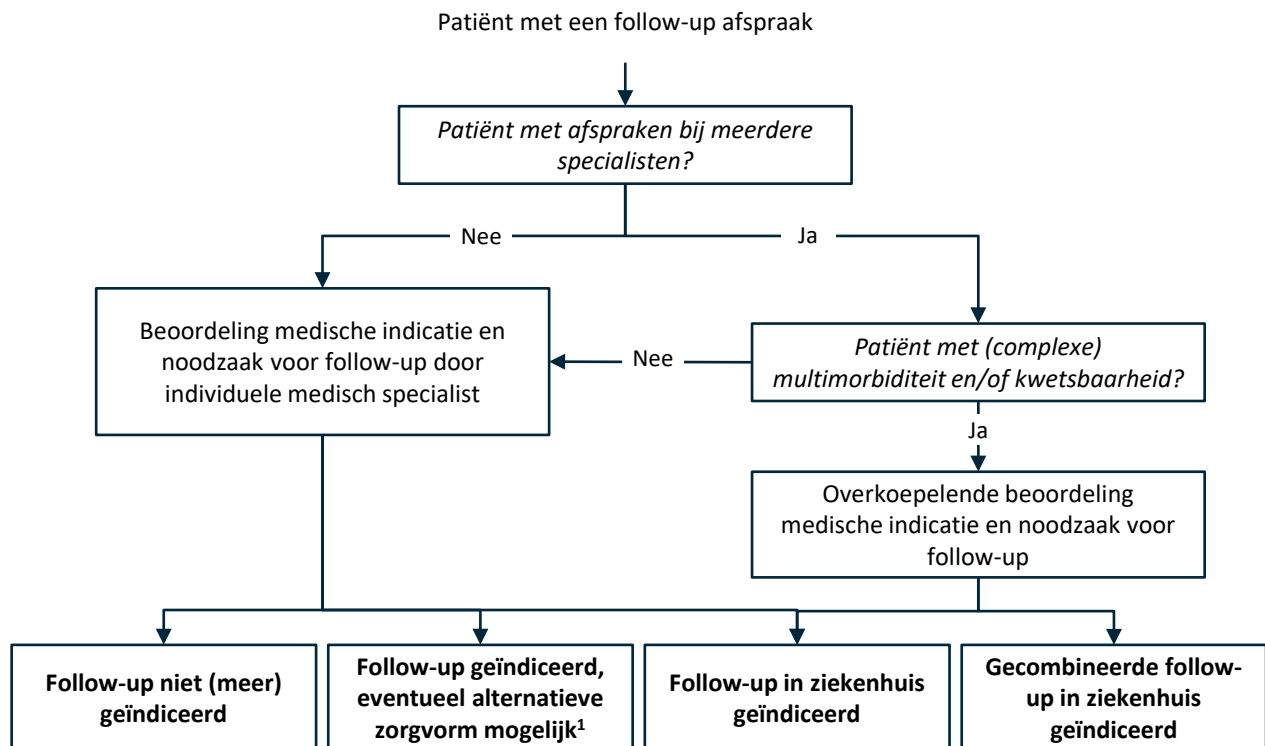 Patiënt met een follow-up afspraak
Patiënt met afspraken bij meerdere
specialisten?
Nee
Ja
Beoordeling medische indicatie en
noodzaak voor follow-up door
individuele medisch specialist
Nee
Patiënt met (complexe)
multimorbiditeit en/of kwetsbaarheid?
Ja
Overkoepelende beoordeling
medische indicatie en noodzaak voor
follow-up
Follow-up niet (meer)
geïndiceerd
Follow-up geïndiceerd,
eventueel alternatieve
zorgvorm mogelijk¹
Follow-up in ziekenhuis
geïndiceerd
Gecombineerde follow-
up in ziekenhuis
geïndiceerd